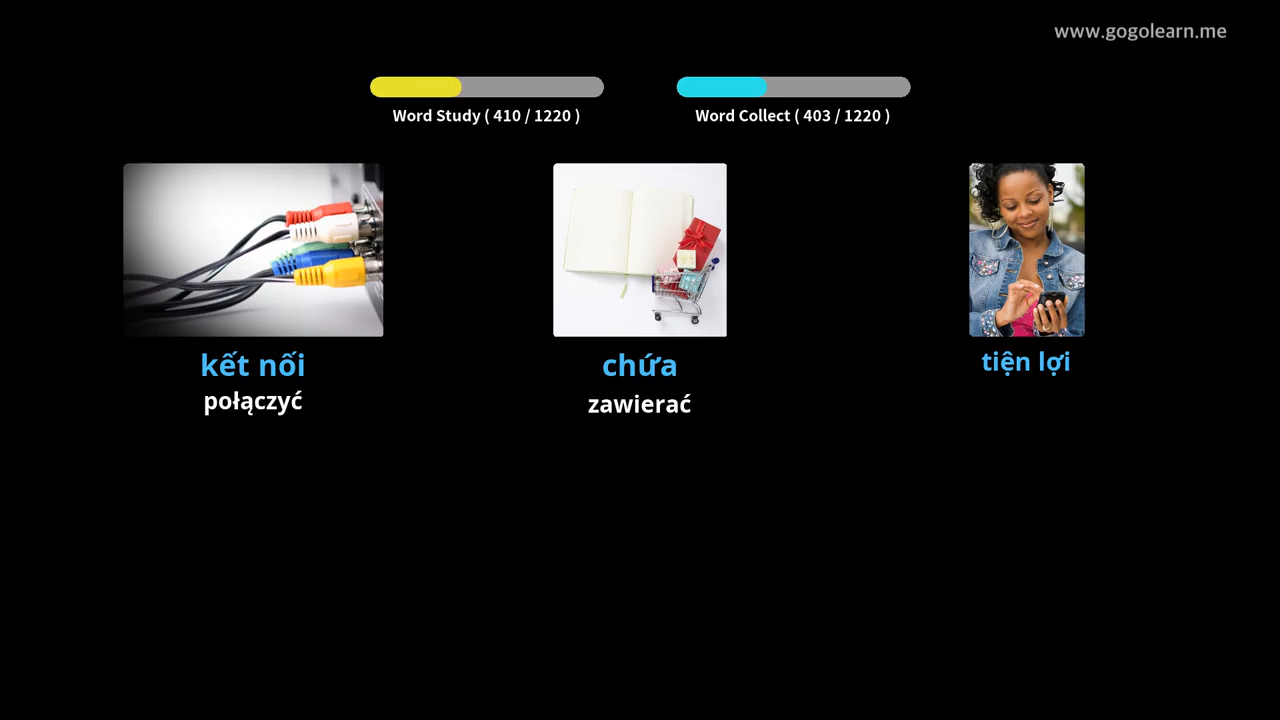 www.gogolearn.me
Word Study ( 410 / 1220 )
Word Collect ( 403 / 1220 )
kết nối
połączyć
chứa
zawierać
tiện lợi